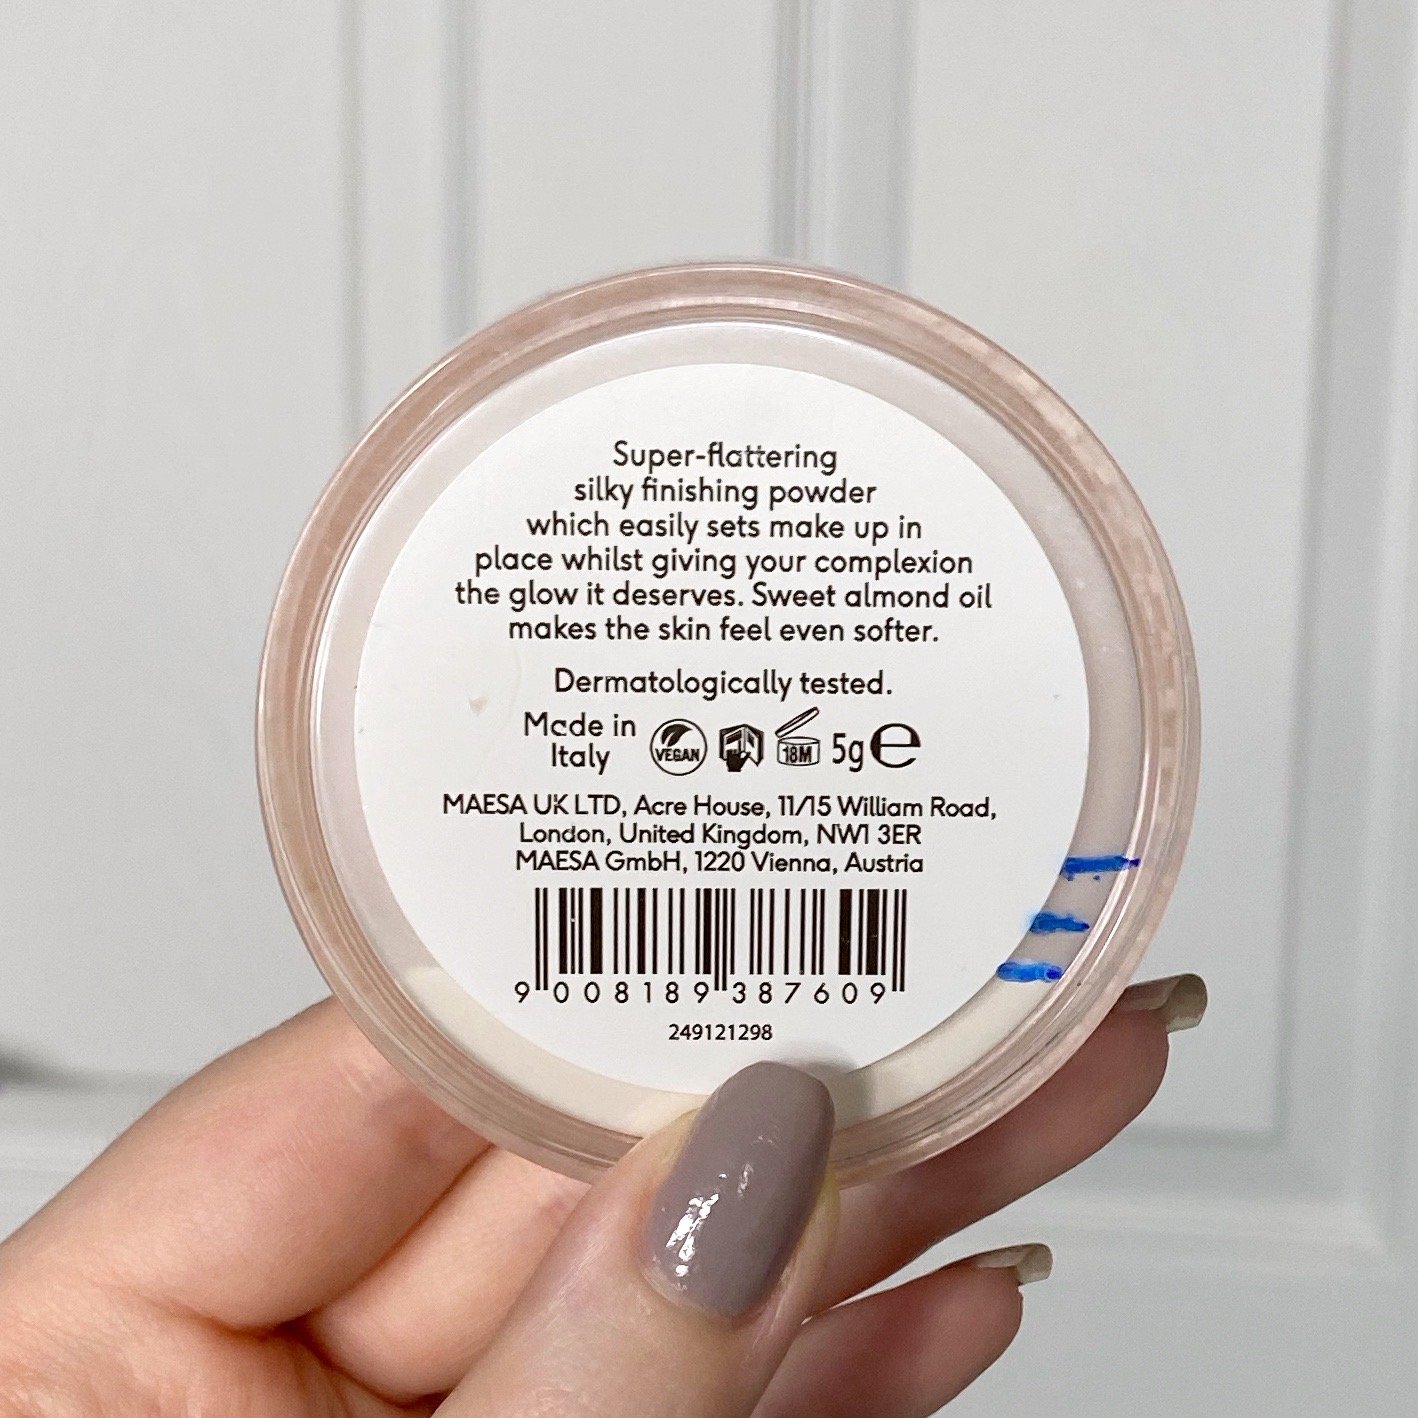 Super-flattering
silky finishing powder
which easily sets make up in
place whilst giving your complexion
the glow it deserves. Sweet almond oil
makes the skin feel even softer.
Dermatologically tested.
Made in
Italy
VEGAN
18M
5g e
MAESA UK LTD, Acre House, 11/15 William Road,
London, United Kingdom, NW1 3ER
MAESA GmbH, 1220 Vienna, Austria
9 008189 387609
249121298